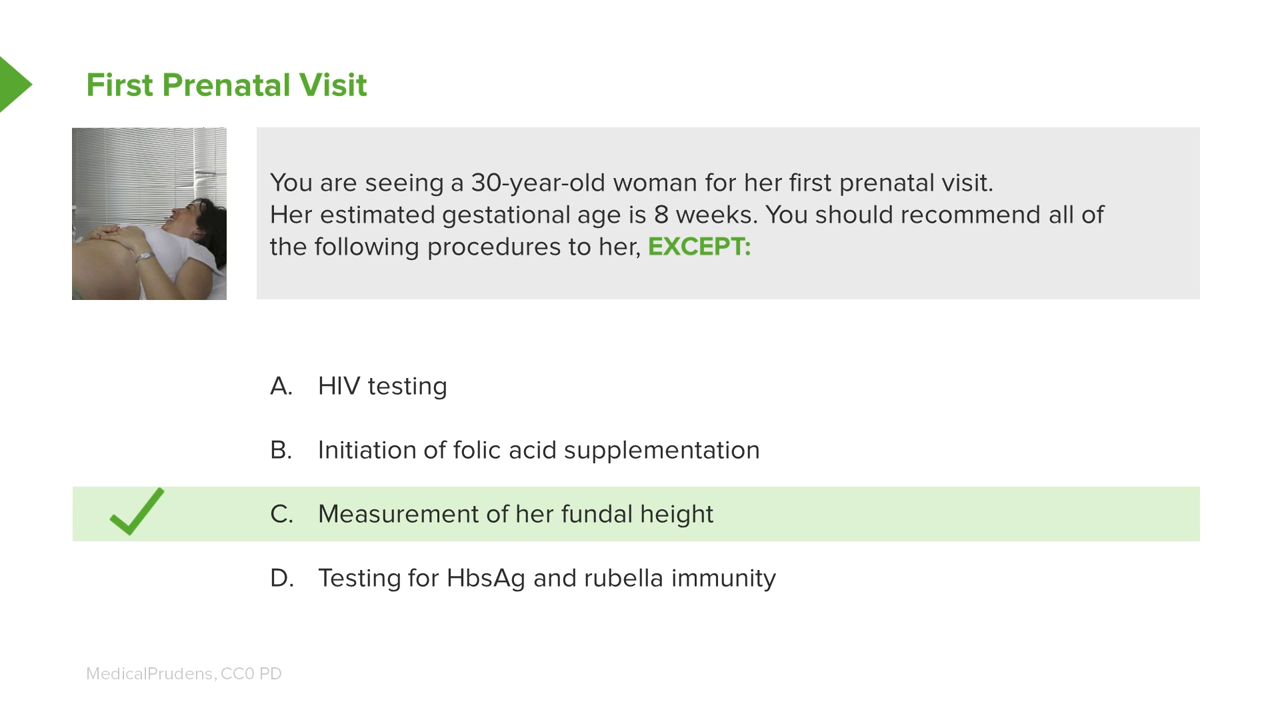 First Prenatal Visit
You are seeing a 30-year-old woman for her first prenatal visit.
Her estimated gestational age is 8 weeks. You should recommend all of
the following procedures to her, EXCEPT:
A. HIV testing
B. Initiation of folic acid supplementation
C. Measurement of her fundal height
D. Testing for HbsAg and rubella immunity
MedicalPrudens, CC0 PD